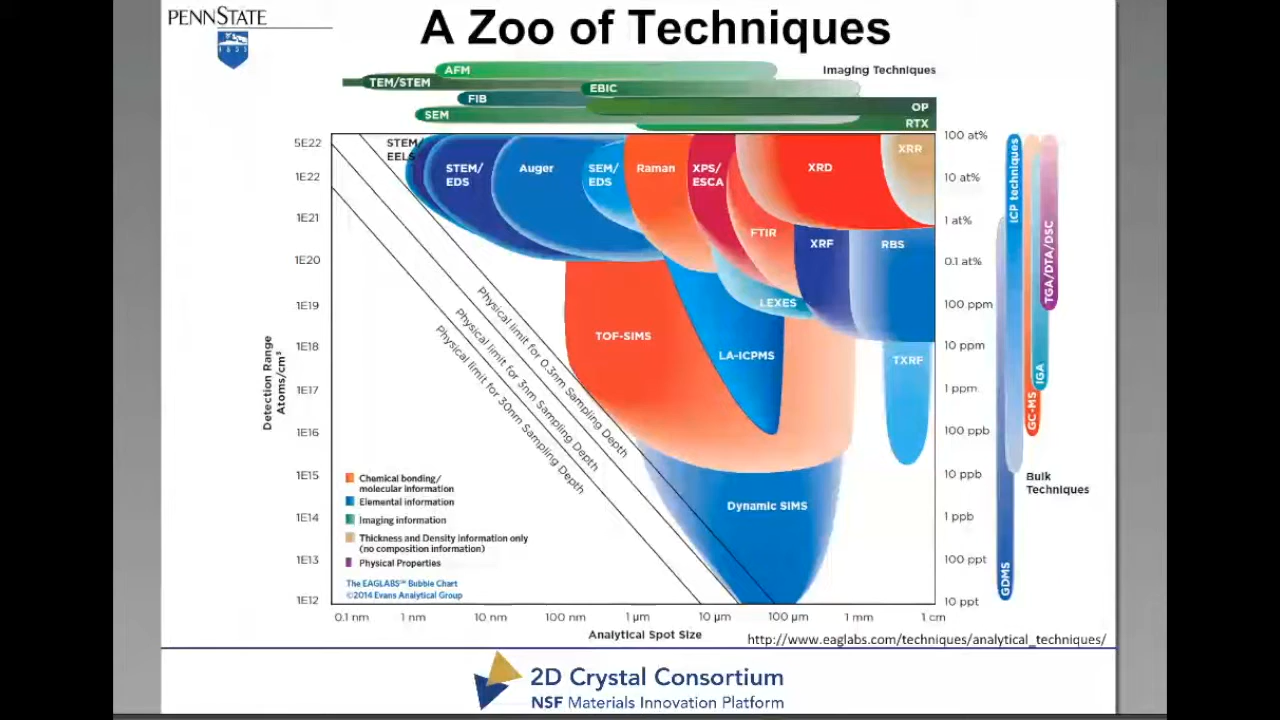 PENNSTATE
1855
A Zoo of Techniques
Imaging Techniques
AFM
TEM/STEM
EBIC
FIB
OP
SEM
RTX
5E22
1E22
1E21
1E20
1E19
1E18
1E17
1E16
1E15
1E14
1E13
1E12
Detection Range
Atoms/cm³
STEM/
EELS
STEM/
EDS
Auger
SEM/
EDS
Raman
XPS/
ESCA
XRD
XRR
FTIR
XRF
RBS
LEXES
TOF-SIMS
LA-ICPMS
TXRF
Dynamic SIMS
Physical limit for 0.3nm Sampling Depth
Physical limit for 3nm Sampling Depth
Physical limit for 30nm Sampling Depth
100 at%
10 at%
1 at%
0.1 at%
100 ppm
10 ppm
1 ppm
100 ppb
10 ppb
1 ppb
100 ppt
10 ppt
ICP techniques
TGA/DTA/DSC
IGA
GC-MS
GDMS
Bulk
Techniques
Chemical bonding/
molecular information
Elemental information
Imaging information
Thickness and Density information only
(no composition information)
Physical Properties
The EAGLABS℠ Bubble Chart
©2014 Evans Analytical Group
0.1 nm
1 nm
10 nm
100 nm
1 µm
10 µm
100 µm
1 mm
1 cm
Analytical Spot Size
http://www.eaglabs.com/techniques/analytical_techniques/
2D Crystal Consortium
NSF Materials Innovation Platform